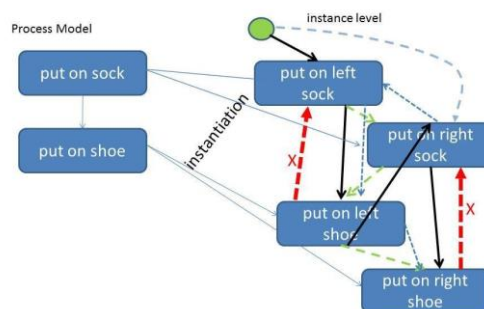 instance level
Process Model
put on sock
put on shoe
instantiation
put on left
sock
put on right
sock
X
X
put on left
shoe
put on right
shoe